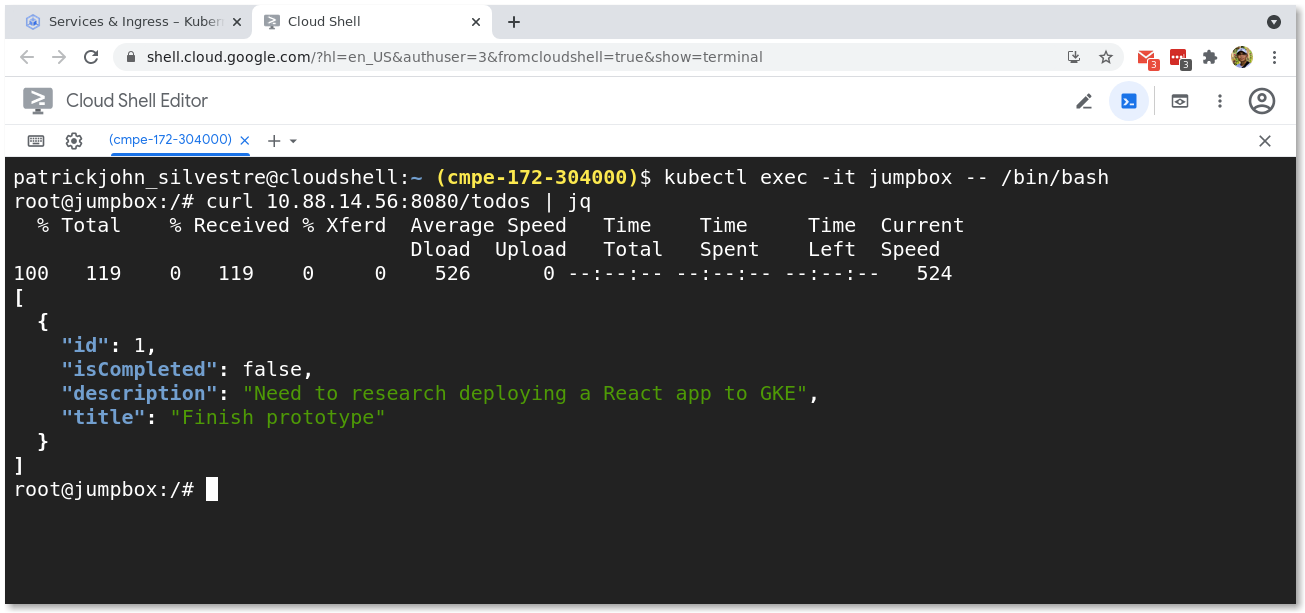 Services & Ingress – Kuber
Cloud Shell
shell.cloud.google.com/?hl=en_US&authuser=3&fromcloudshell=true&show=terminal
3
3
Cloud Shell Editor
(cmpe-172-304000)
patrickjohn_silvestre@cloudshell:~ (cmpe-172-304000)$ kubectl exec -it jumpbox -- /bin/bash
root@jumpbox:/# curl 10.88.14.56:8080/todos | jq
  % Total    % Received % Xferd  Average Speed   Time    Time     Time  Current
                                 Dload  Upload   Total   Spent    Left  Speed
100   119    0   119    0     0    526      0 --:--:-- --:--:-- --:--:--   524
[
  {
    "id": 1,
    "isCompleted": false,
    "description": "Need to research deploying a React app to GKE",
    "title": "Finish prototype"
  }
]
root@jumpbox:/#